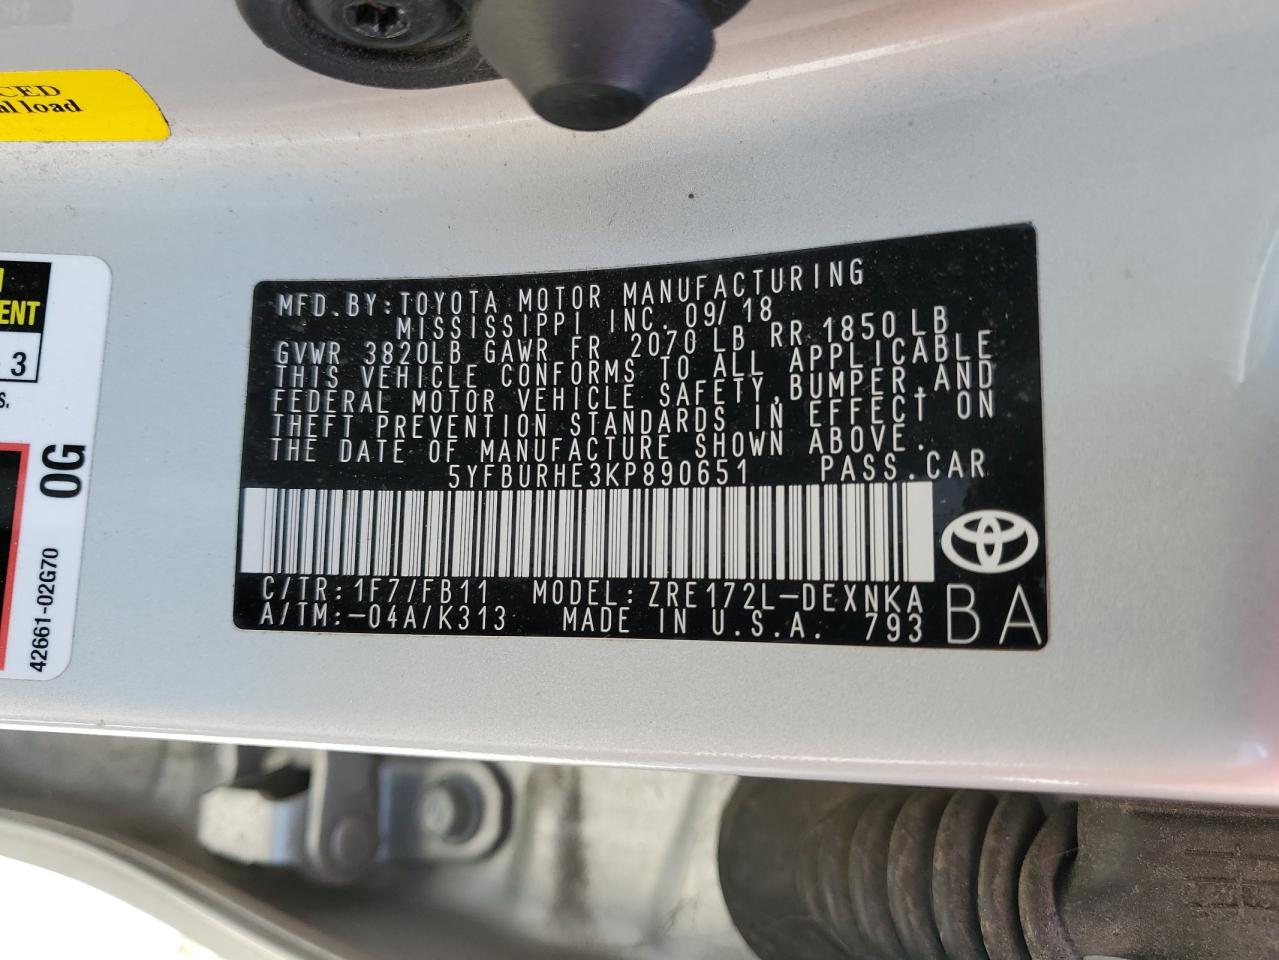 CED
al load
ENT
3
S.
0G
42661-02G70
MFD.BY:TOYOTA MOTOR MANUFACTURING
MISSISSIPPI INC. 09/18
GVWR 3820LB GAWR FR 2070 LB RR 1850 LB
THIS VEHICLE CONFORMS TO ALL APPLICABLE
FEDERAL MOTOR VEHICLE SAFETY,BUMPER,AND
THEFT PREVENTION STANDARDS IN EFFECT ON
THE DATE OF MANUFACTURE SHOWN ABOVE.
5YFBURHE3KP890651 PASS.CAR
C/TR:1F7/FB11 MODEL:ZRE172L-DEXNKA
A/TM:-04A/K313 MADE IN U.S.A. 793
BA